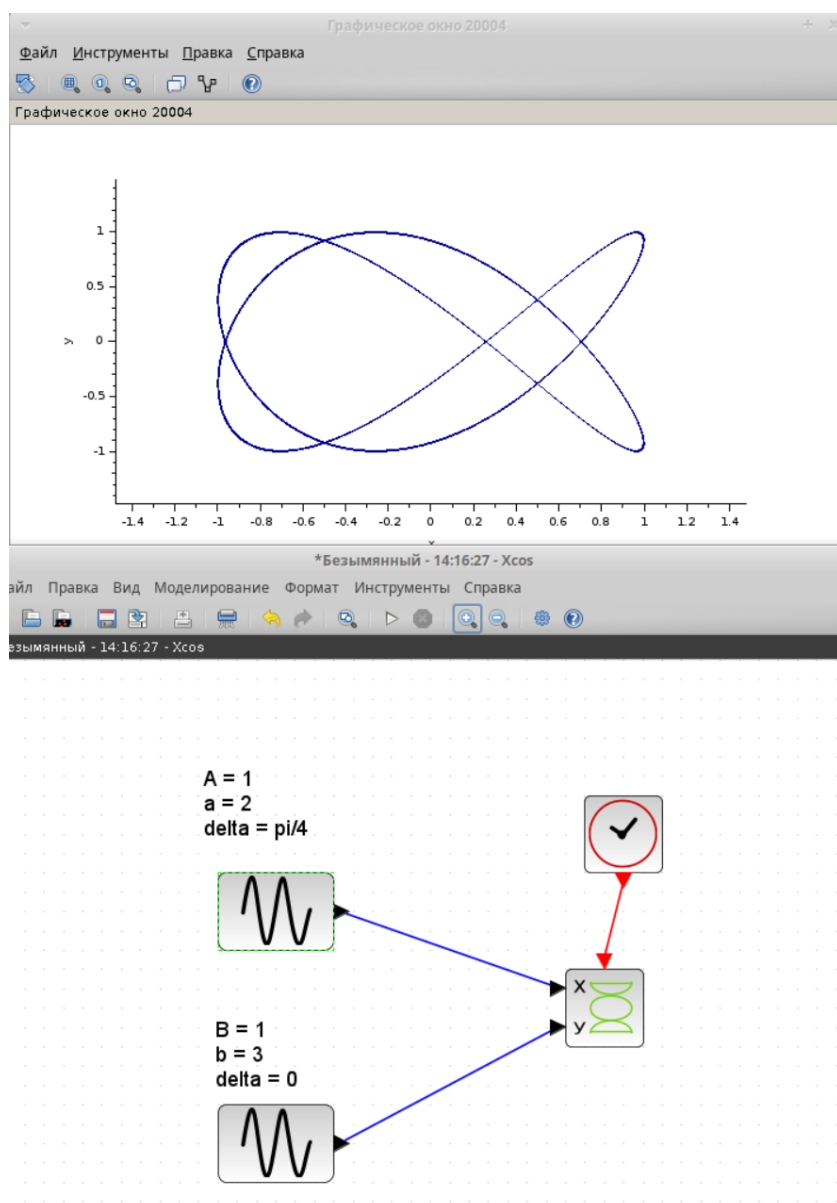 Графическое окно 20004
Файл Инструменты Правка Справка
Графическое окно 20004
1
0.5
y 0
-0.5
-1
-1.4 -1.2 -1 -0.8 -0.6 -0.4 -0.2 0 0.2 0.4 0.6 0.8 1 1.2 1.4
*Безымянный - 14:16:27 - Xcos
айл Правка Вид Моделирование Формат Инструменты Справка
езымянный - 14:16:27 - Xcos
A = 1
a = 2
delta = pi/4
X
y
B = 1
b = 3
delta = 0